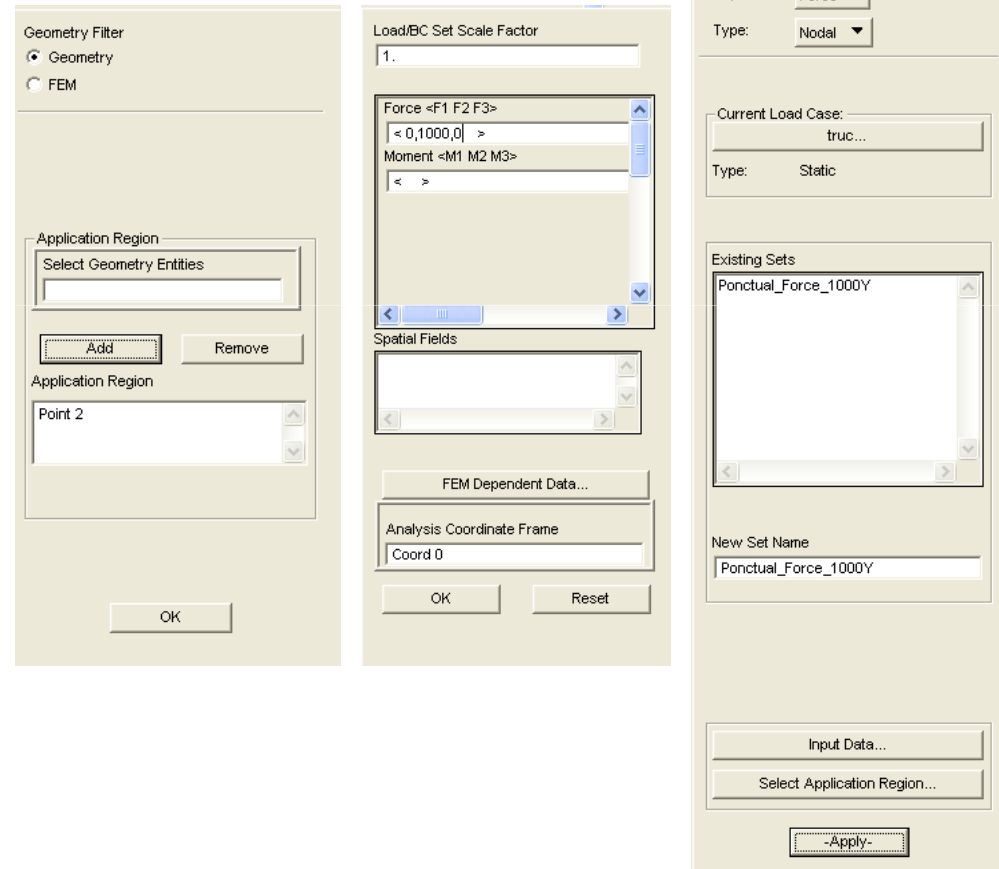 Geometry Filter
Geometry
FEM
Application Region
Select Geometry Entities
Add Remove
Application Region
Point 2
OK
Load/BC Set Scale Factor
1.
Force <F1 F2 F3>
< 0,1000,0 >
Moment <M1 M2 M3>
< >
Spatial Fields
FEM Dependent Data...
Analysis Coordinate Frame
Coord 0
OK Reset
Type: Nodal
Current Load Case:
truc...
Type: Static
Existing Sets
Ponctual_Force_1000Y
New Set Name
Ponctual_Force_1000Y
Input Data...
Select Application Region...
-Apply-